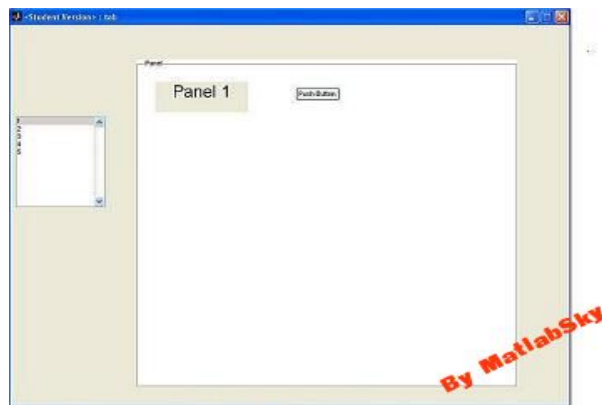 <Student Version> : tab
Panel
Panel 1
Push Button
1
2
3
4
5
By MatlabSky